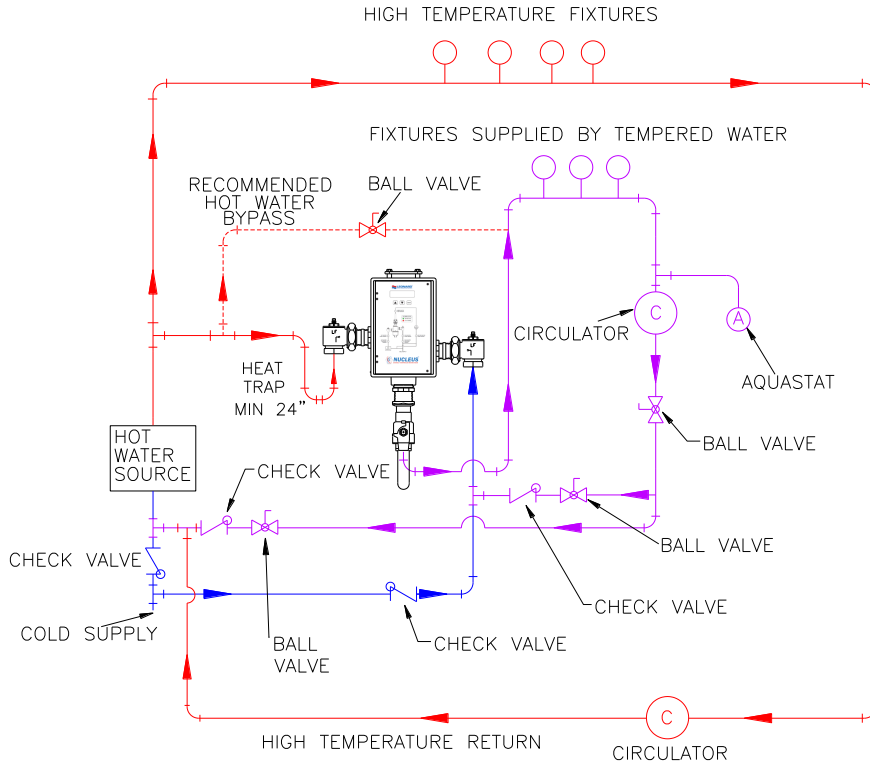 HIGH TEMPERATURE FIXTURES
FIXTURES SUPPLIED BY TEMPERED WATER
RECOMMENDED
HOT WATER
BYPASS
BALL VALVE
C
CIRCULATOR
A
AQUASTAT
NUCLEUS
HEAT
TRAP
MIN 24"
HOT
WATER
SOURCE
CHECK VALVE
BALL VALVE
CHECK VALVE
BALL VALVE
CHECK VALVE
COLD SUPPLY
BALL
VALVE
CHECK VALVE
HIGH TEMPERATURE RETURN
C
CIRCULATOR